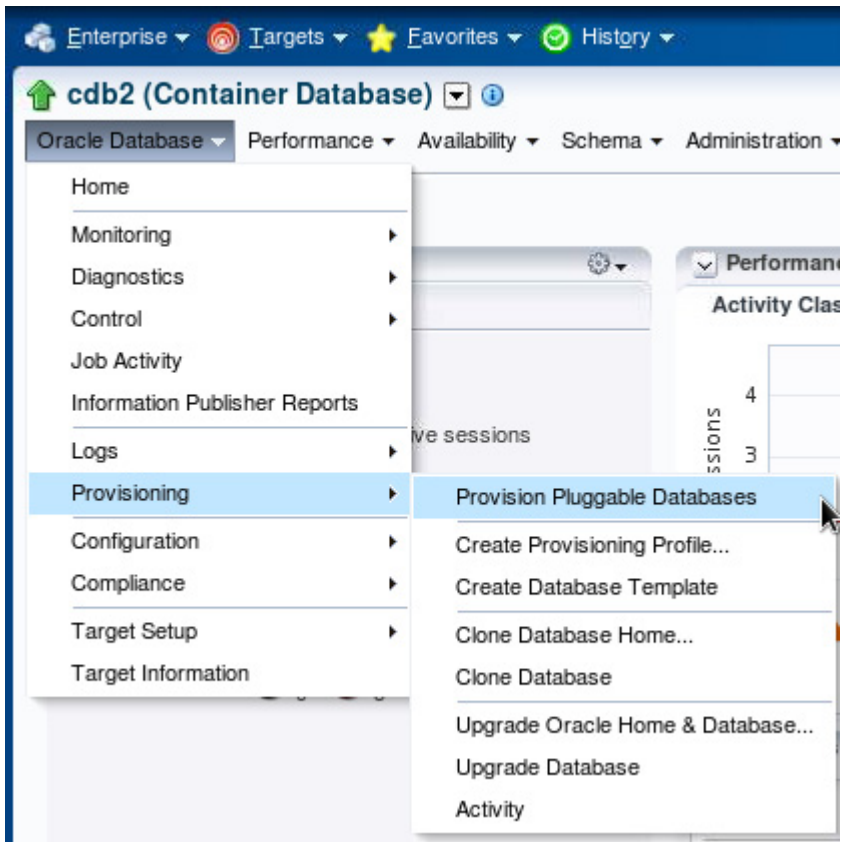 Enterprise Targets Favorites History
cdb2 (Container Database)
Oracle Database Performance Availability Schema Administration
Home
Monitoring
Diagnostics
Control
Job Activity
Information Publisher Reports
Logs
Provisioning
Configuration
Compliance
Target Setup
Target Information
Provision Pluggable Databases
Create Provisioning Profile...
Create Database Template
Clone Database Home...
Clone Database
Upgrade Oracle Home & Database...
Upgrade Database
Activity
ve sessions
Performan
Activity Clas
4
3
ssions